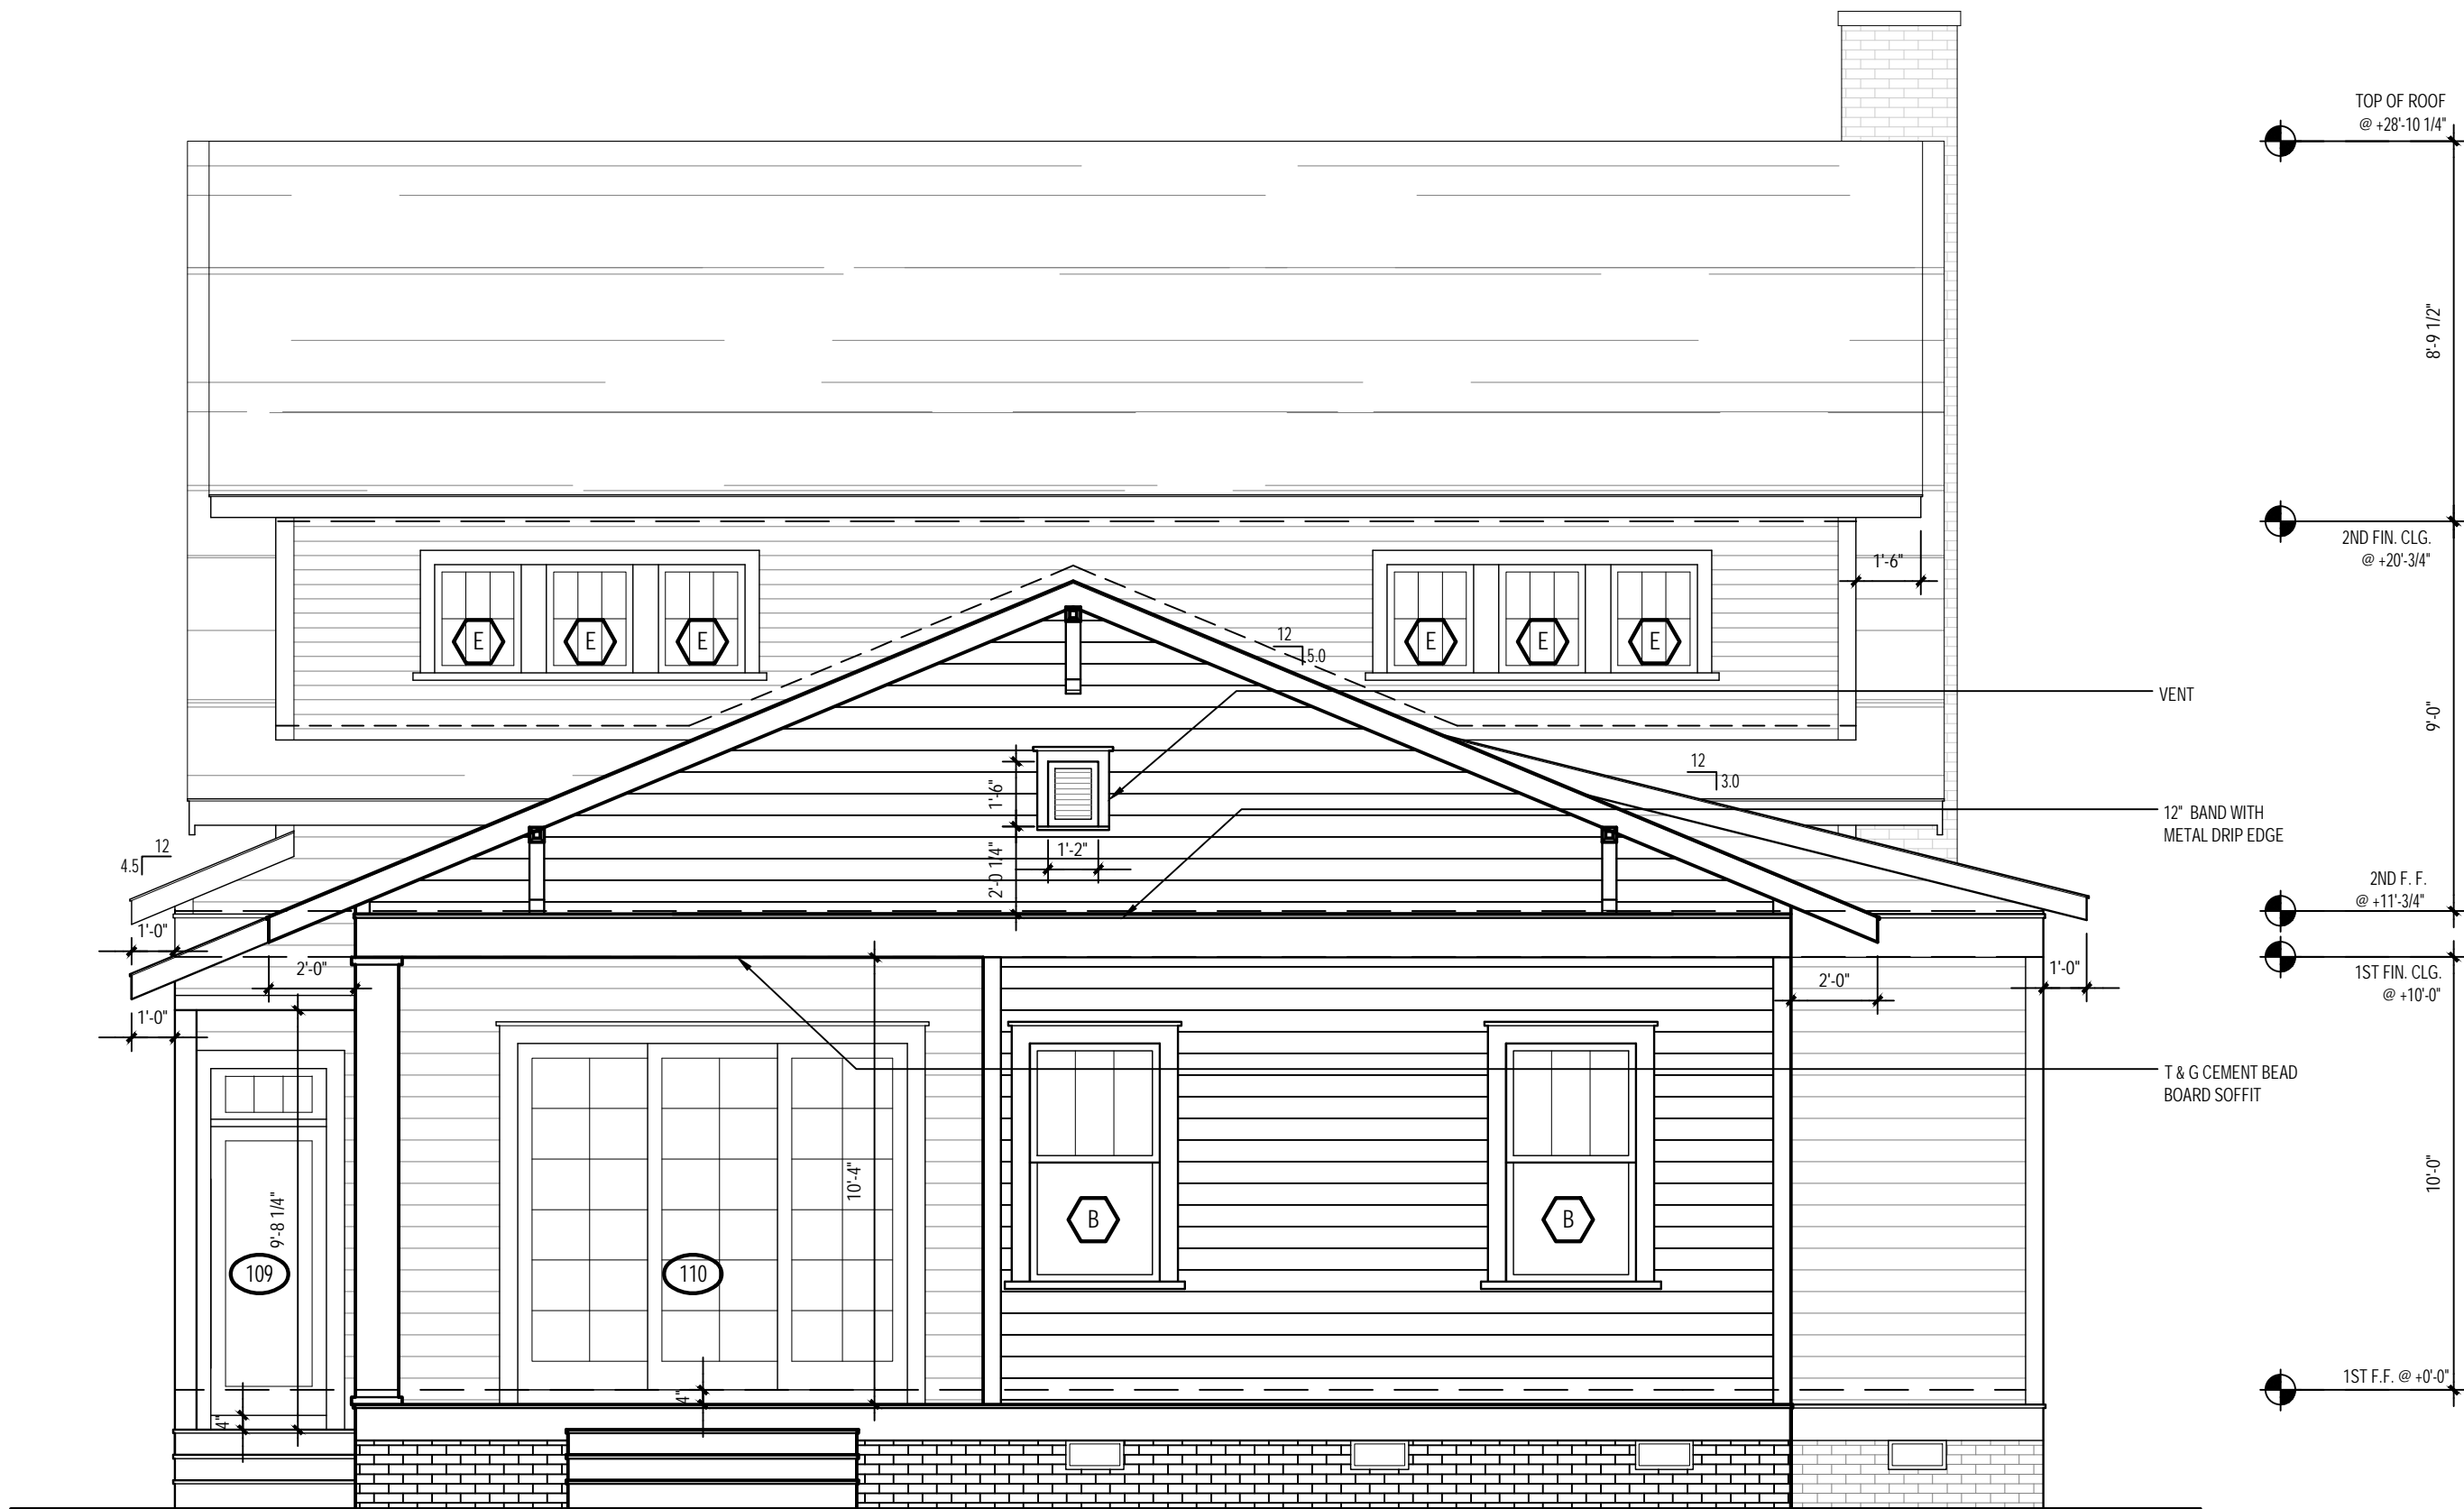 TOP OF ROOF
@ +28'-10 1/4"
8'-9 1/2"
2ND FIN. CLG.
@ +20'-3/4"
1'-6"
E
E
E
E
E
E
12
5.0
VENT
9'-0"
12
3.0
1'-6"
12" BAND WITH
METAL DRIP EDGE
12
4.5
1'-2"
2'-0 1/4"
2ND F. F.
@ +11'-3/4"
1'-0"
2'-0"
2'-0"
1'-0"
1ST FIN. CLG.
@ +10'-0"
1'-0"
T & G CEMENT BEAD
BOARD SOFFIT
10'-4"
10'-0"
9'-8 1/4"
B
B
109
110
1ST F.F. @ +0'-0"
4"
4"